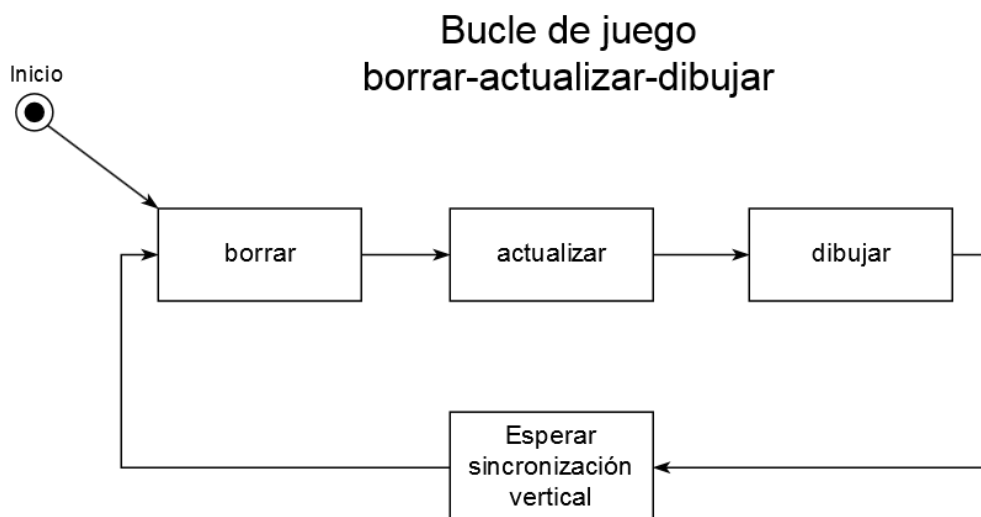 Bucle de juego
borrar-actualizar-dibujar
Inicio
borrar
actualizar
dibujar
Esperar
sincronización
vertical